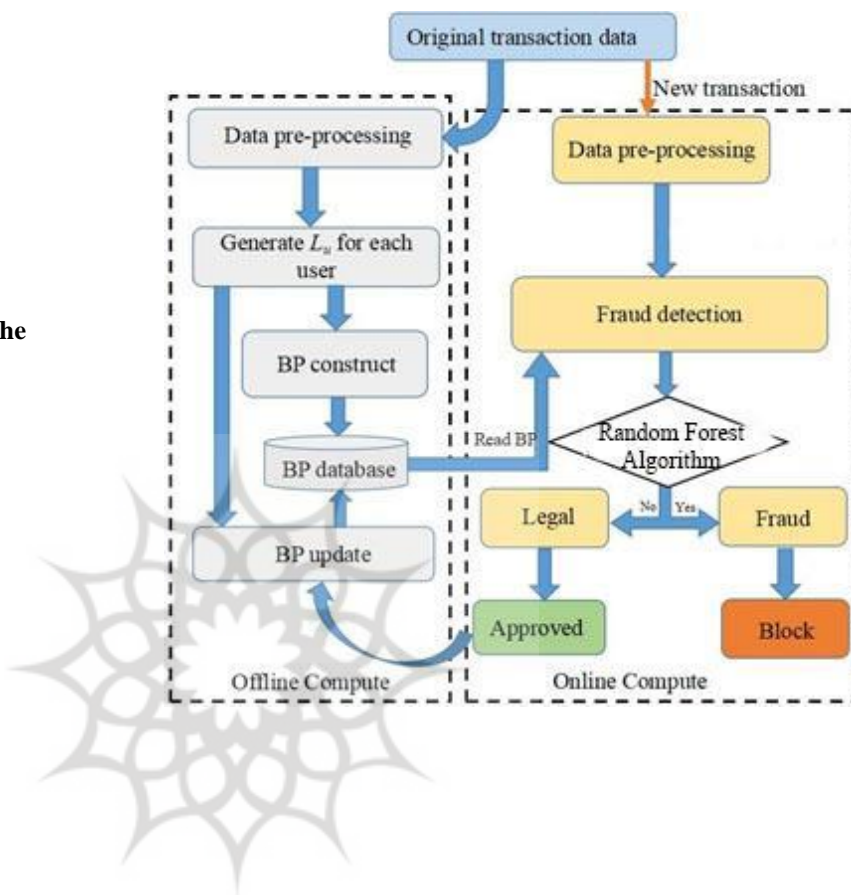 Original transaction data
New transaction
Data pre-processing
Data pre-processing
Generate Lᵤ for each
user
he
Fraud detection
BP construct
Read BP
Random Forest
Algorithm
BP database
No
Yes
Legal
Fraud
BP update
Approved
Block
Offline Compute
Online Compute